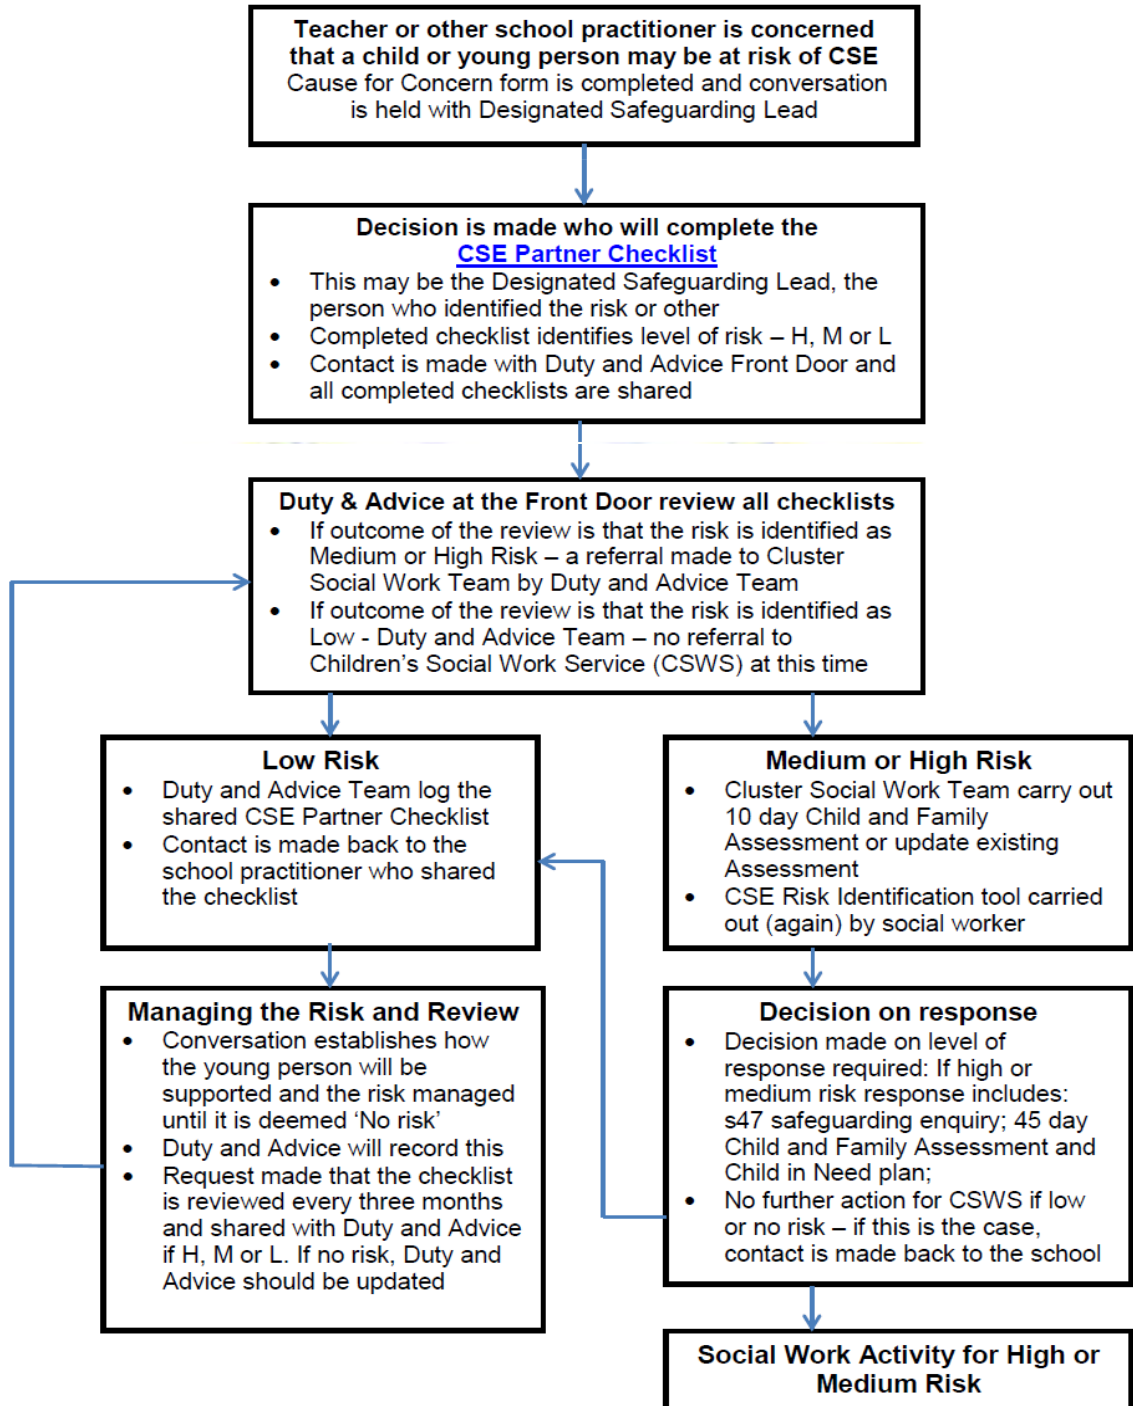 Teacher or other school practitioner is concerned
that a child or young person may be at risk of CSE
Cause for Concern form is completed and conversation
is held with Designated Safeguarding Lead
Decision is made who will complete the
CSE Partner Checklist
• This may be the Designated Safeguarding Lead, the
person who identified the risk or other
• Completed checklist identifies level of risk – H, M or L
• Contact is made with Duty and Advice Front Door and
all completed checklists are shared
Duty & Advice at the Front Door review all checklists
• If outcome of the review is that the risk is identified as
Medium or High Risk – a referral made to Cluster
Social Work Team by Duty and Advice Team
• If outcome of the review is that the risk is identified as
Low - Duty and Advice Team – no referral to
Children's Social Work Service (CSWS) at this time
Low Risk
• Duty and Advice Team log the
shared CSE Partner Checklist
• Contact is made back to the
school practitioner who shared
the checklist
Medium or High Risk
• Cluster Social Work Team carry out
10 day Child and Family
Assessment or update existing
Assessment
• CSE Risk Identification tool carried
out (again) by social worker
Managing the Risk and Review
• Conversation establishes how
the young person will be
supported and the risk managed
until it is deemed 'No risk'
• Duty and Advice will record this
• Request made that the checklist
is reviewed every three months
and shared with Duty and Advice
if H, M or L. If no risk, Duty and
Advice should be updated
Decision on response
• Decision made on level of
response required: If high or
medium risk response includes:
s47 safeguarding enquiry; 45 day
Child and Family Assessment and
Child in Need plan;
• No further action for CSWS if low
or no risk – if this is the case,
contact is made back to the school
Social Work Activity for High or
Medium Risk